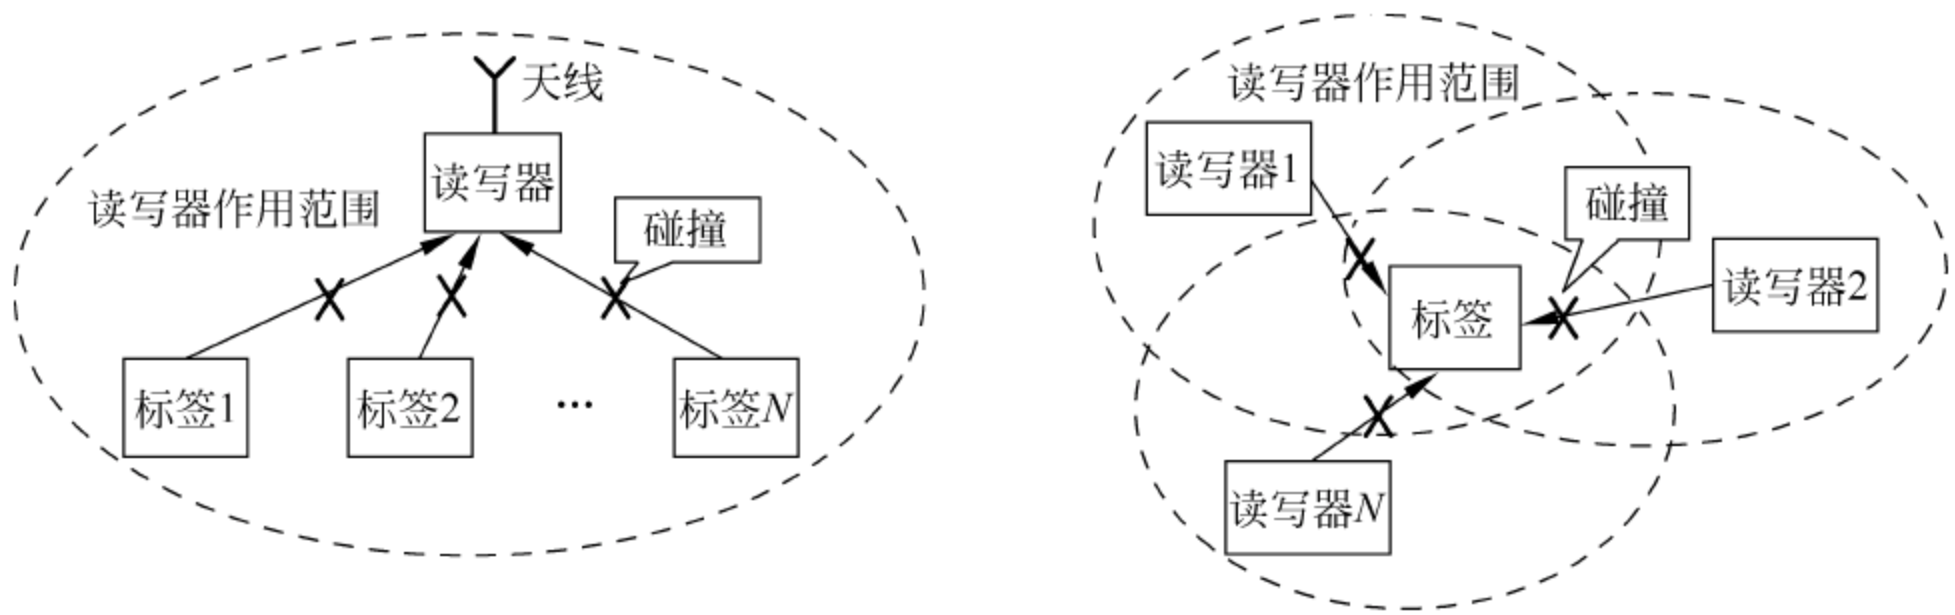 天线
读写器
读写器作用范围
碰撞
标签1
标签2
...
标签N
读写器作用范围
读写器1
碰撞
读写器2
标签
读写器N